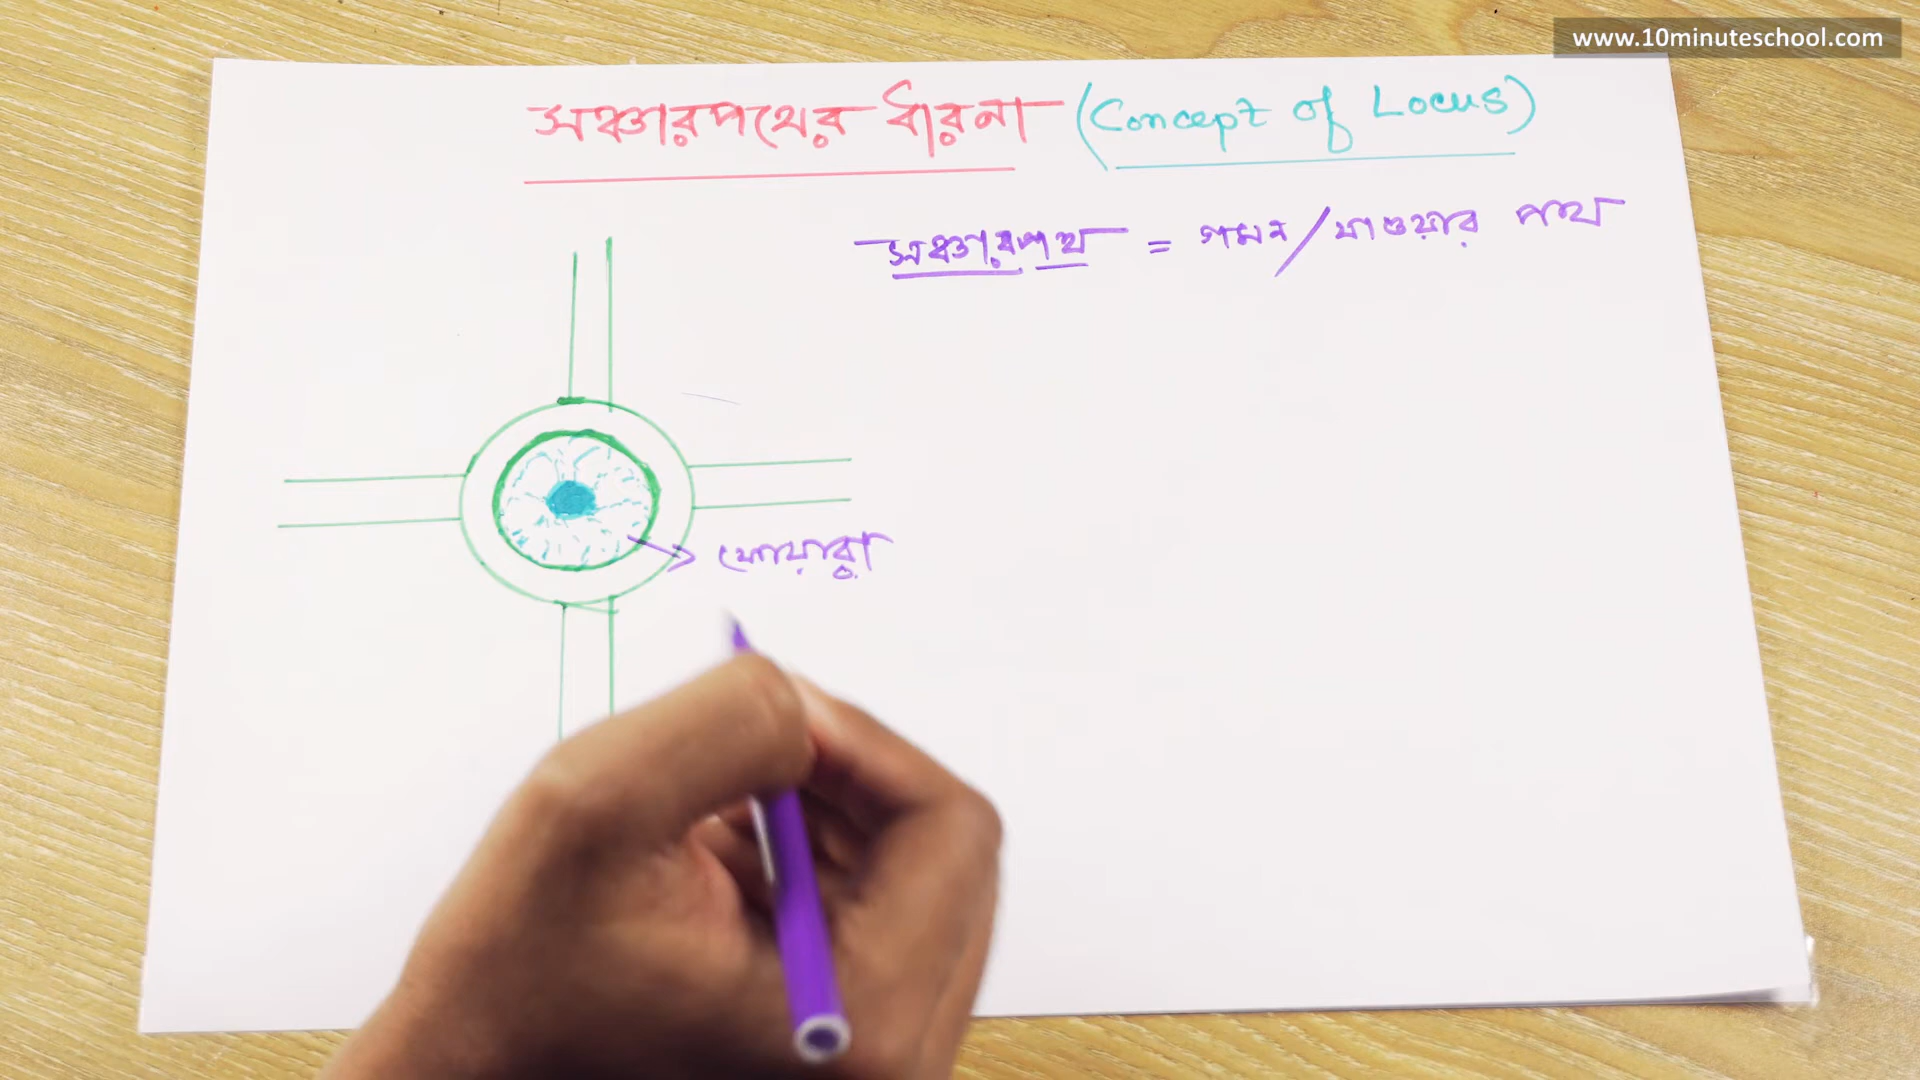 www.10minuteschool.com
সঞ্চারপথের ধারনা (Concept of Locus)
সঞ্চারপথ = গমন/যাওয়ার পথ
ফোয়ারা